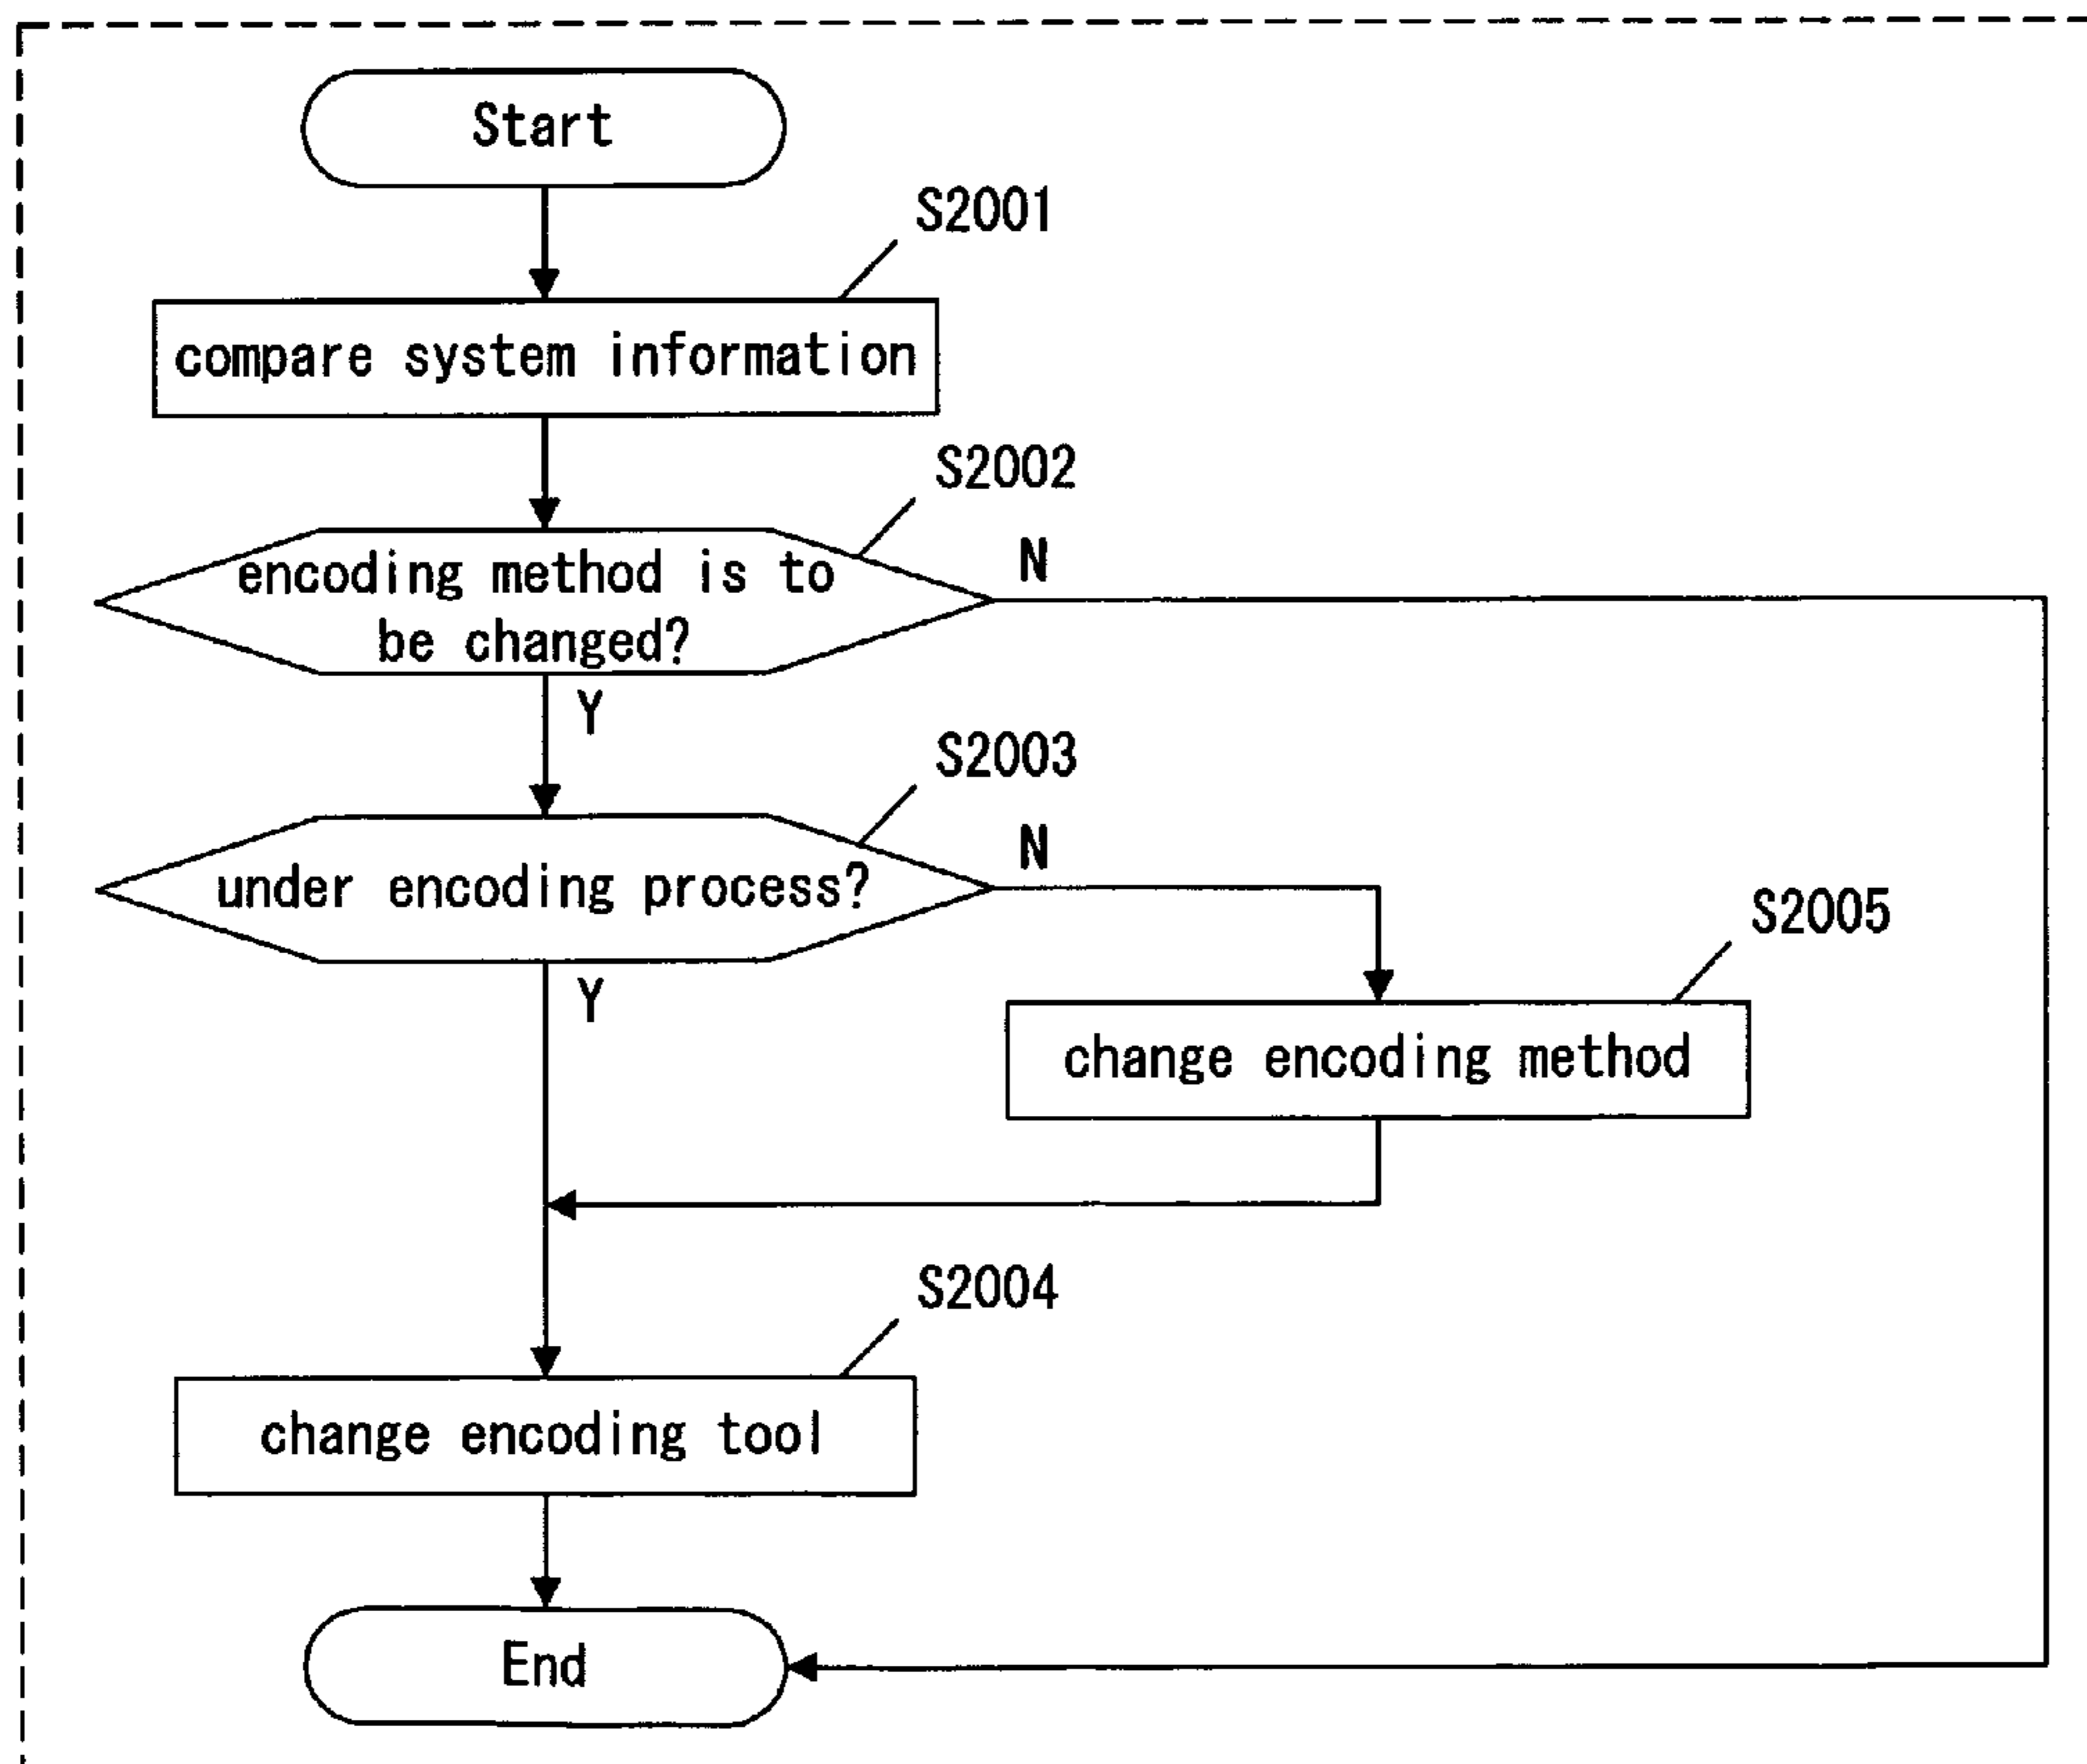 Start
S2001
compare system information
S2002
encoding method is to
be changed?
N
Y
S2003
under encoding process?
N
Y
S2005
change encoding method
S2004
change encoding tool
End